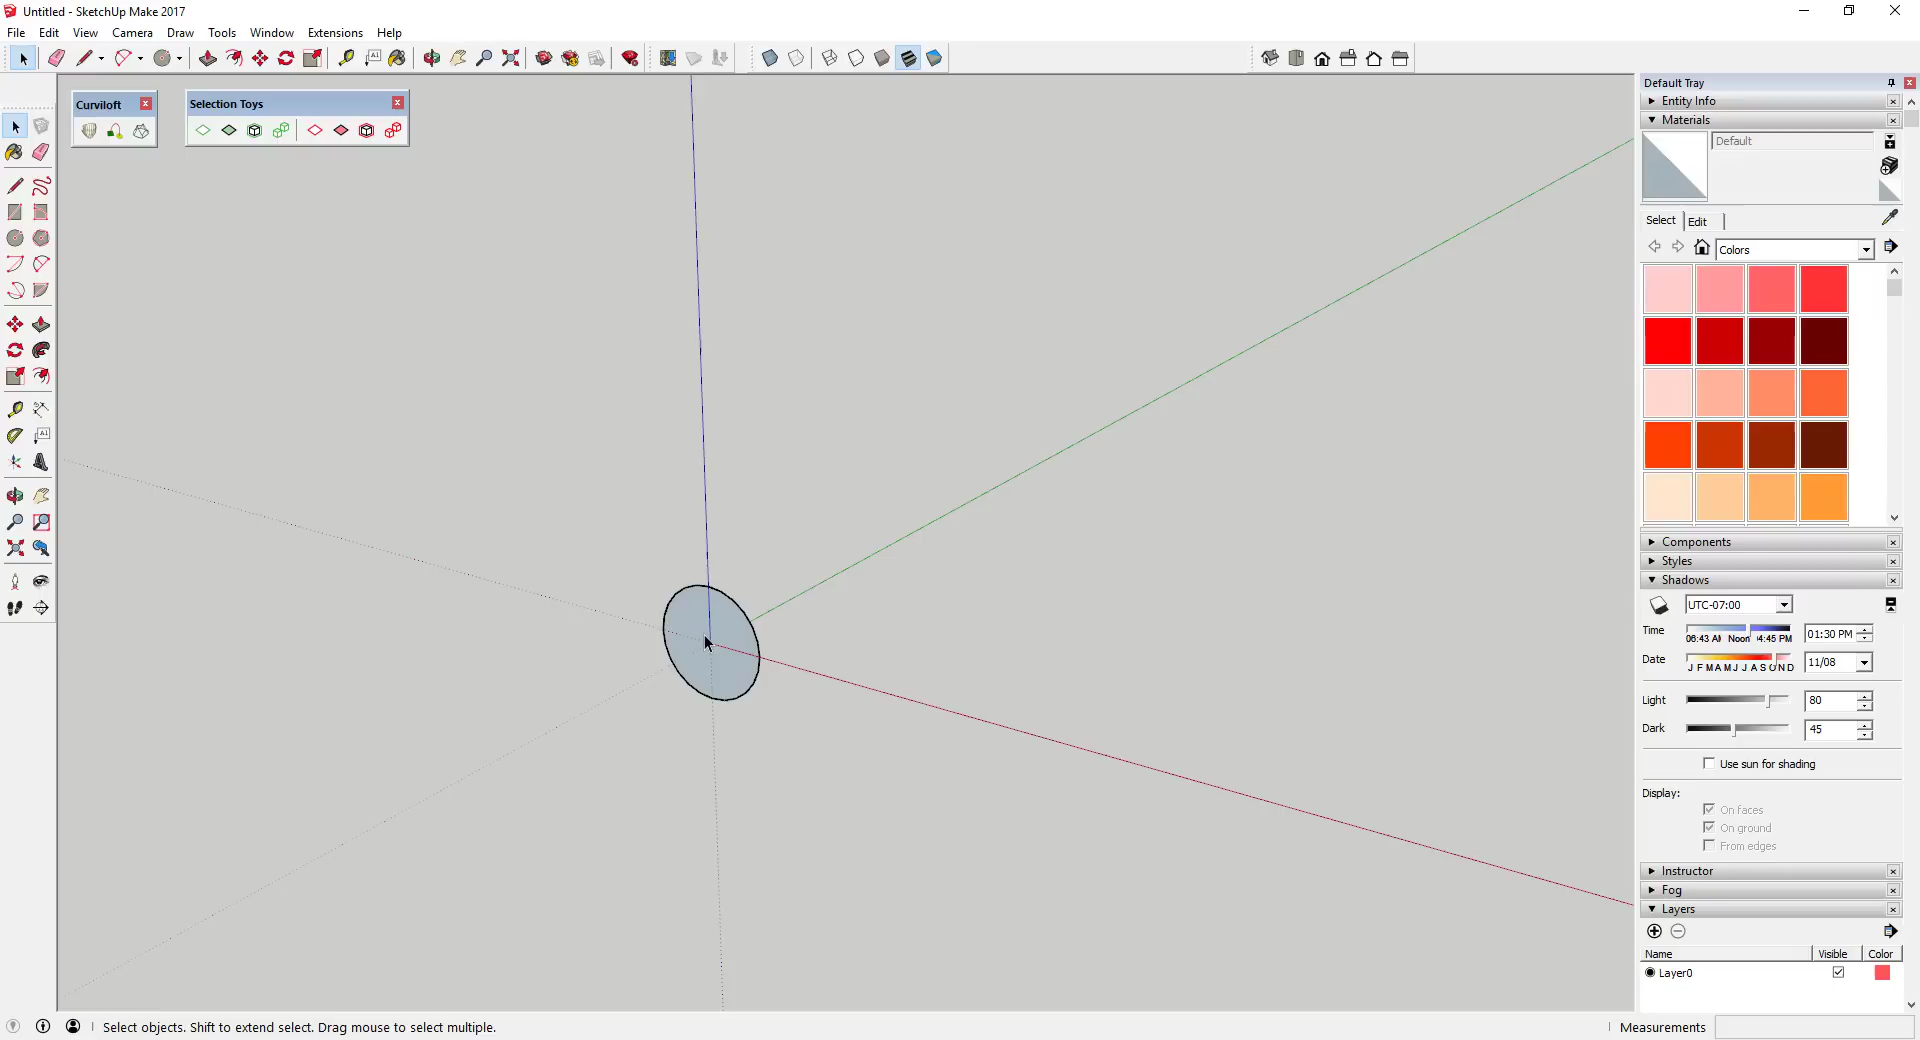 Untitled - SketchUp Make 2017
File Edit View Camera Draw Tools Window Extensions Help
Default Tray
Curviloft
Selection Toys
Entity Info
Materials
Default
Select Edit
Colors
Components
Styles
Shadows
UTC-07:00
Time
06:43 AM Noon 04:45 PM
01:30 PM
Date
J F M A M J J A S O N D
11/08
Light
80
Dark
45
Use sun for shading
Display:
On faces
On ground
From edges
Instructor
Fog
Layers
Name Visible Color
Layer0
Select objects. Shift to extend select. Drag mouse to select multiple.
Measurements